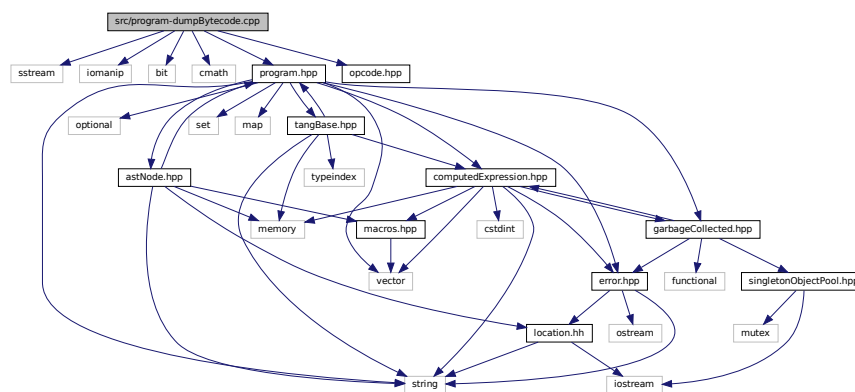 src/program-dumpBytecode.cpp
sstream
iomanip
bit
cmath
program.hpp
opcode.hpp
optional
set
map
tangBase.hpp
astNode.hpp
typeindex
computedExpression.hpp
memory
macros.hpp
cstdint
garbageCollected.hpp
vector
error.hpp
functional
singletonObjectPool.hpp
location.hh
ostream
mutex
string
iostream